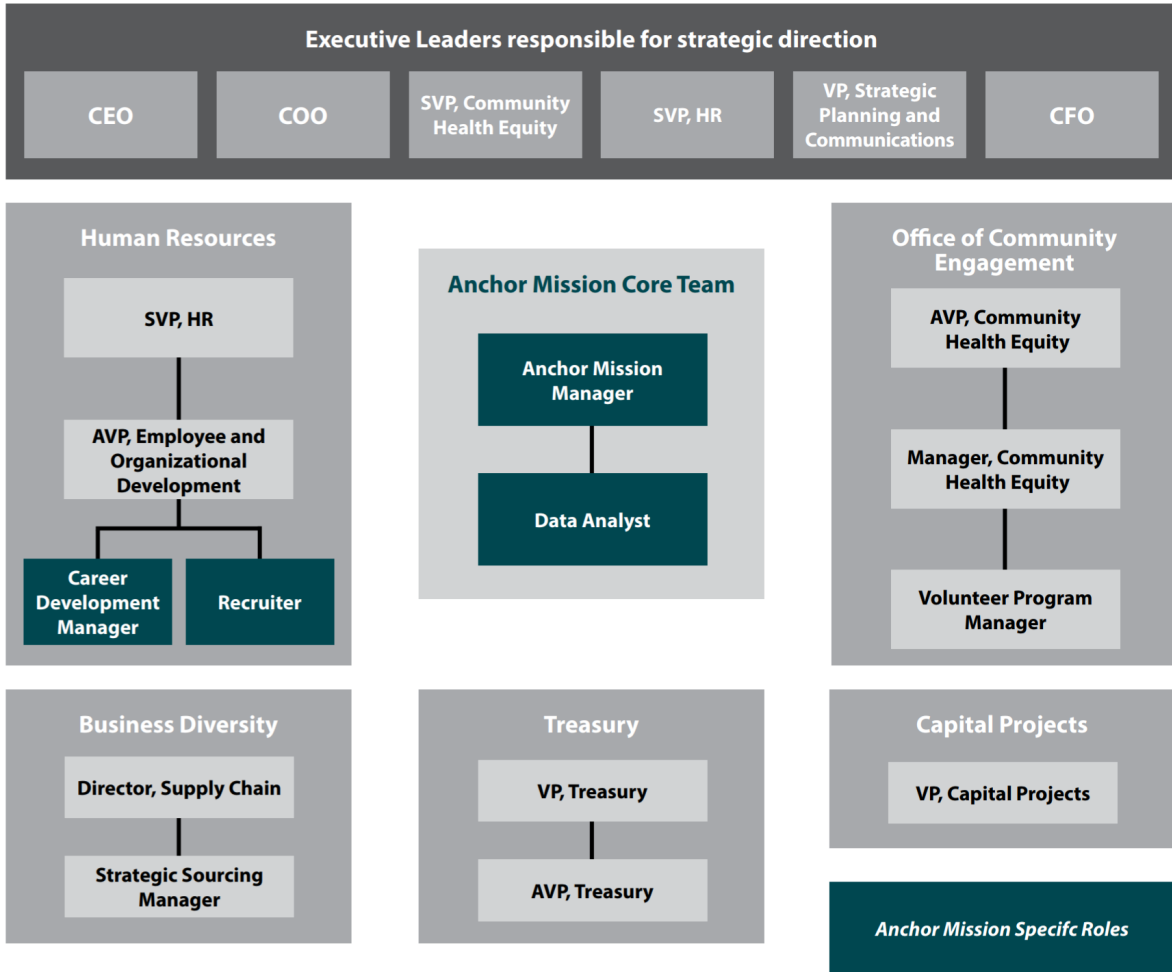 Executive Leaders responsible for strategic direction
CEO
COO
SVP, Community
Health Equity
SVP, HR
VP, Strategic
Planning and
Communications
CFO
Human Resources
SVP, HR
AVP, Employee and
Organizational
Development
Career
Development
Manager
Recruiter
Anchor Mission Core Team
Anchor Mission
Manager
Data Analyst
Office of Community
Engagement
AVP, Community
Health Equity
Manager, Community
Health Equity
Volunteer Program
Manager
Business Diversity
Director, Supply Chain
Strategic Sourcing
Manager
Treasury
VP, Treasury
AVP, Treasury
Capital Projects
VP, Capital Projects
Anchor Mission Specifc Roles